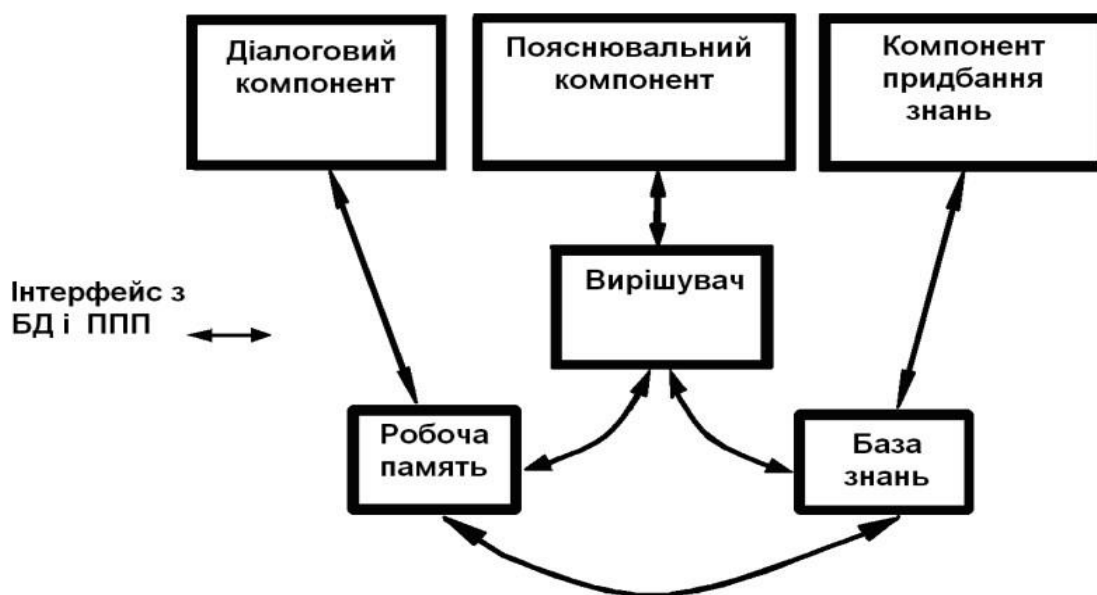 Діалоговий
компонент
Пояснювальний
компонент
Компонент
придбання
знань
Вирішувач
Інтерфейс з
БД і ППП
Робоча
память
База
знань